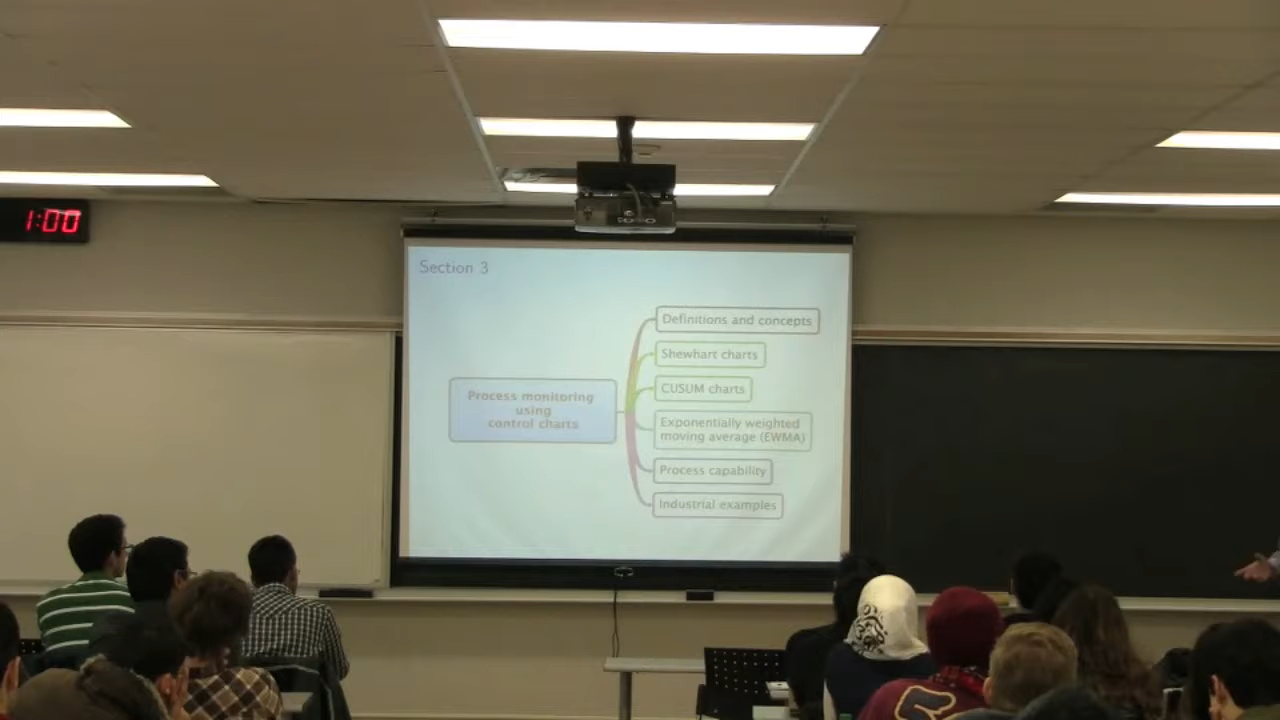 1:00
Section 3
Definitions and concepts
Shewhart charts
Process monitoring
using
control charts
CUSUM charts
Exponentially weighted
moving average (EWMA)
Process capability
Industrial examples